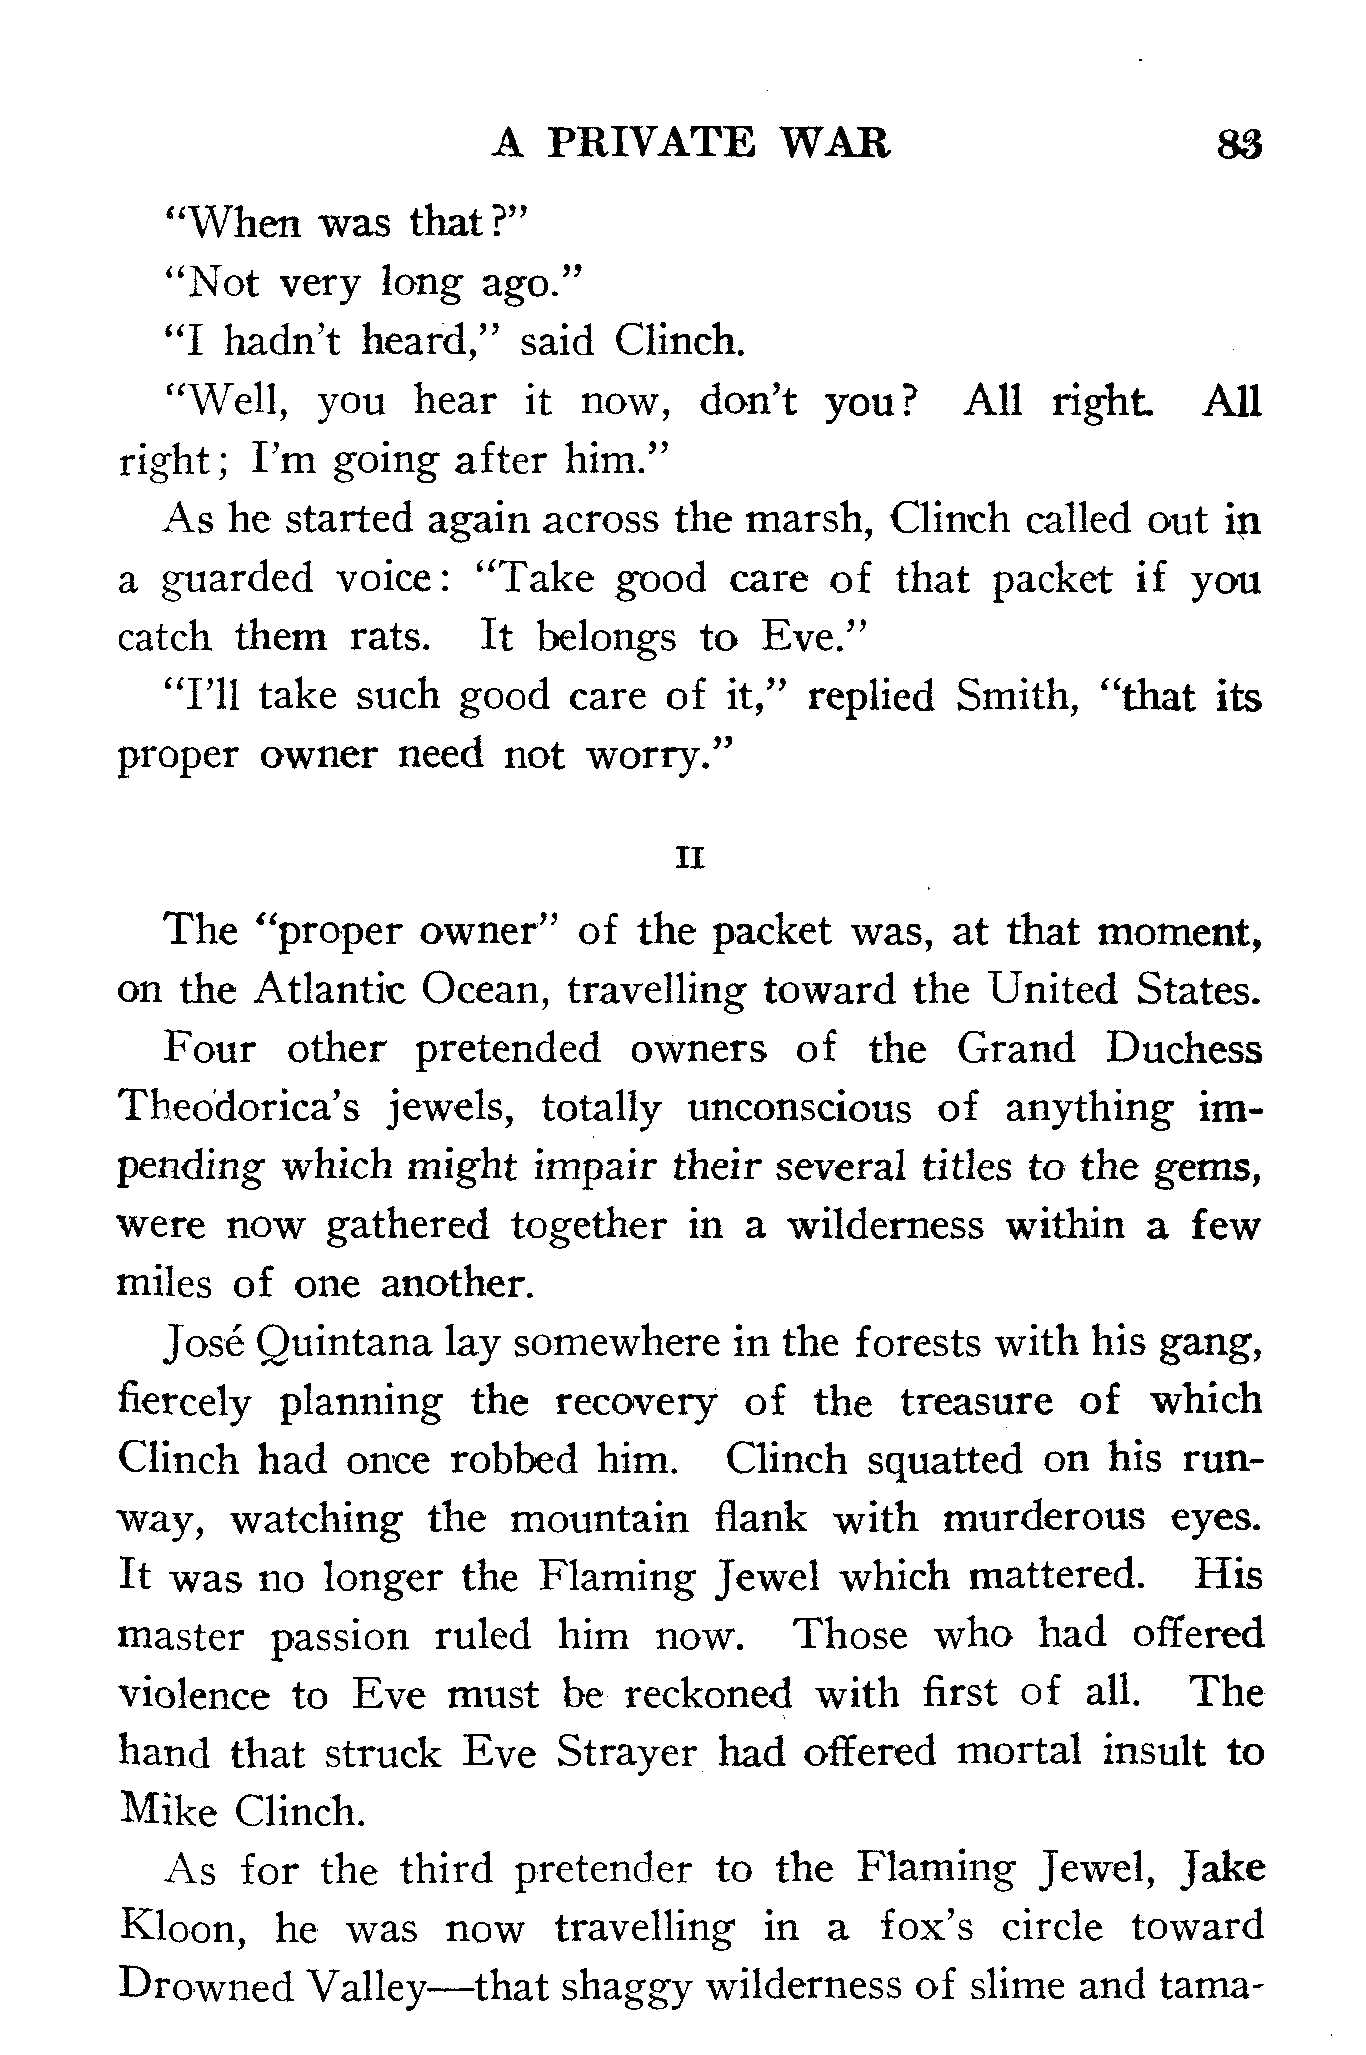 A PRIVATE WAR 83
"When was that?"
"Not very long ago."
"I hadn't heard," said Clinch.
"Well, you hear it now, don't you? All right. All
right; I'm going after him."
As he started again across the marsh, Clinch called out in
a guarded voice: "Take good care of that packet if you
catch them rats. It belongs to Eve."
"I'll take such good care of it," replied Smith, "that its
proper owner need not worry."
II
The "proper owner" of the packet was, at that moment,
on the Atlantic Ocean, travelling toward the United States.
Four other pretended owners of the Grand Duchess
Theodorica's jewels, totally unconscious of anything im-
pending which might impair their several titles to the gems,
were now gathered together in a wilderness within a few
miles of one another.
José Quintana lay somewhere in the forests with his gang,
fiercely planning the recovery of the treasure of which
Clinch had once robbed him. Clinch squatted on his run-
way, watching the mountain flank with murderous eyes.
It was no longer the Flaming Jewel which mattered. His
master passion ruled him now. Those who had offered
violence to Eve must be reckoned with first of all. The
hand that struck Eve Strayer had offered mortal insult to
Mike Clinch.
As for the third pretender to the Flaming Jewel, Jake
Kloon, he was now travelling in a fox's circle toward
Drowned Valley—that shaggy wilderness of slime and tama-